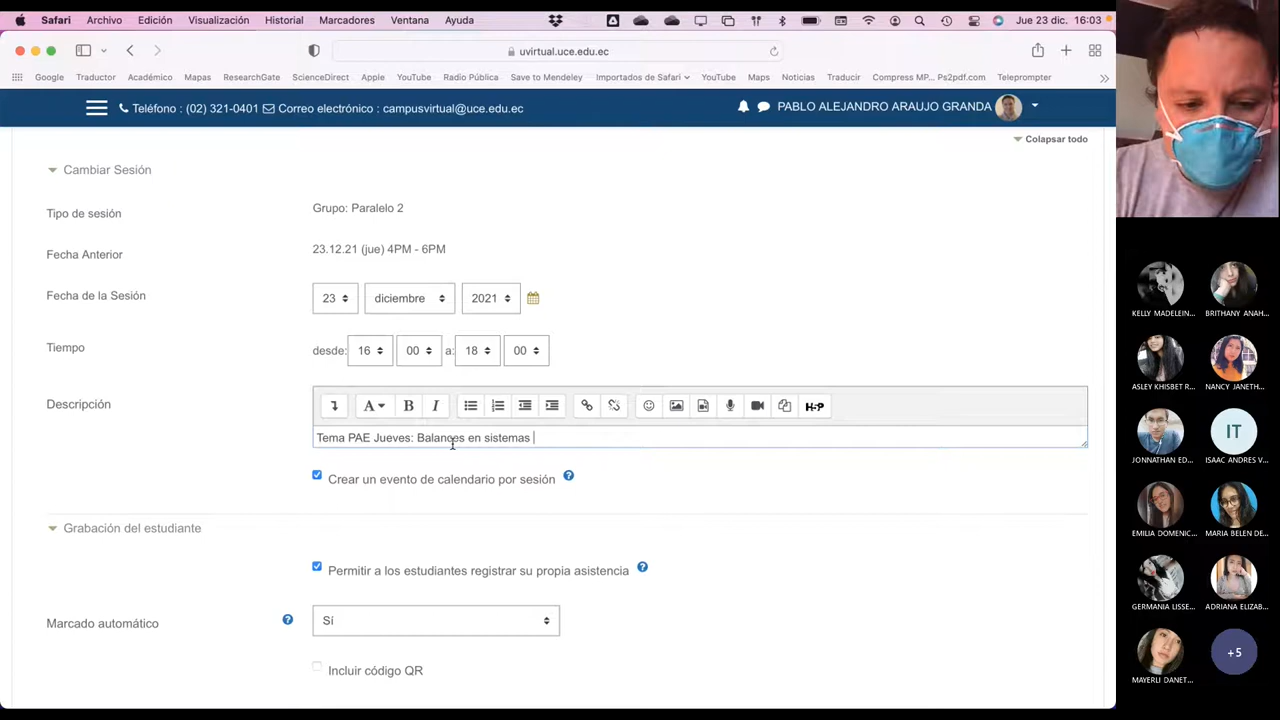 Safari Archivo Edición Visualización Historial Marcadores Ventana Ayuda Jue 23 dic. 16:03
uvirtual.uce.edu.ec
Google Traductor Académico Mapas ResearchGate ScienceDirect Apple YouTube Radio Pública Save to Mendeley Importados de Safari YouTube Maps Noticias Traducir Compress MP... Ps2pdf.com Teleprompter
Teléfono : (02) 321-0401 Correo electrónico : campusvirtual@uce.edu.ec PABLO ALEJANDRO ARAUJO GRANDA
Colapsar todo
Cambiar Sesión
Tipo de sesión Grupo: Paralelo 2
Fecha Anterior 23.12.21 (jue) 4PM - 6PM
Fecha de la Sesión 23 diciembre 2021
Tiempo desde: 16 00 a: 18 00
Descripción A B I H-P
Tema PAE Jueves: Balances en sistemas
Crear un evento de calendario por sesión
Grabación del estudiante
Permitir a los estudiantes registrar su propia asistencia
Marcado automático Sí
Incluir código QR
KELLY MADELEIN... BRITHANY ANAH...
ASLEY KHISBET R... NANCY JANETH...
IT
JONNATHAN ED... ISAAC ANDRES V...
EMILIA DOMENIC... MARIA BELEN DE...
GERMANIA LISSE... ADRIANA ELIZAB...
+5
MAYERLI DANET...